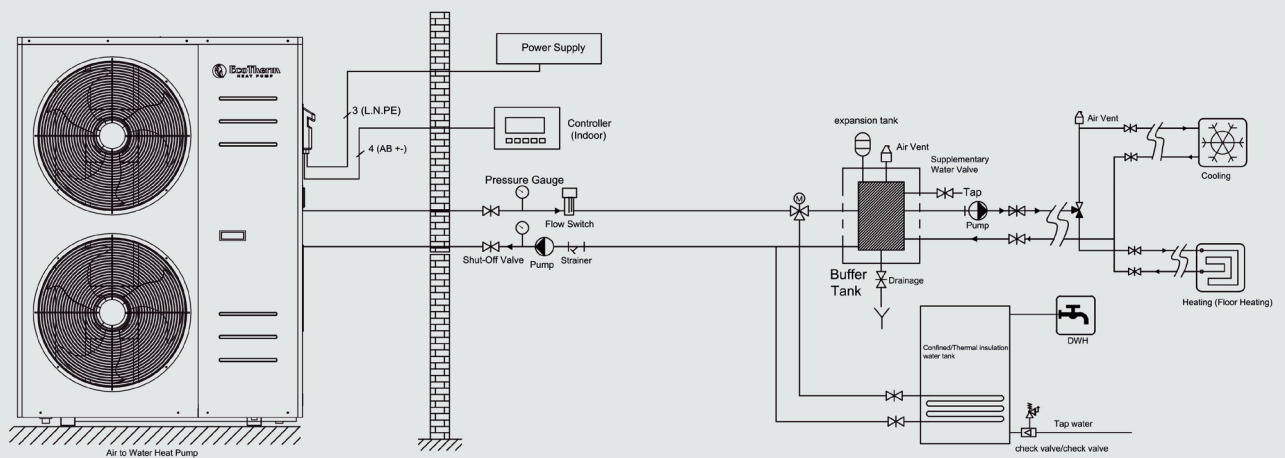 EcoTherm
HEAT PUMP
Power Supply
3 (L.N.PE)
Controller
(Indoor)
4 (AB +-)
expansion tank
Air Vent
Supplementary
Water Valve
Tap
Air Vent
Cooling
Pressure Gauge
Flow Switch
M
Pump
Shut-Off Valve
Pump
Strainer
Buffer
Tank
Drainage
Heating (Floor Heating)
Confined/Thermal insulation
water tank
DWH
Tap water
check valve/check valve
Air to Water Heat Pump